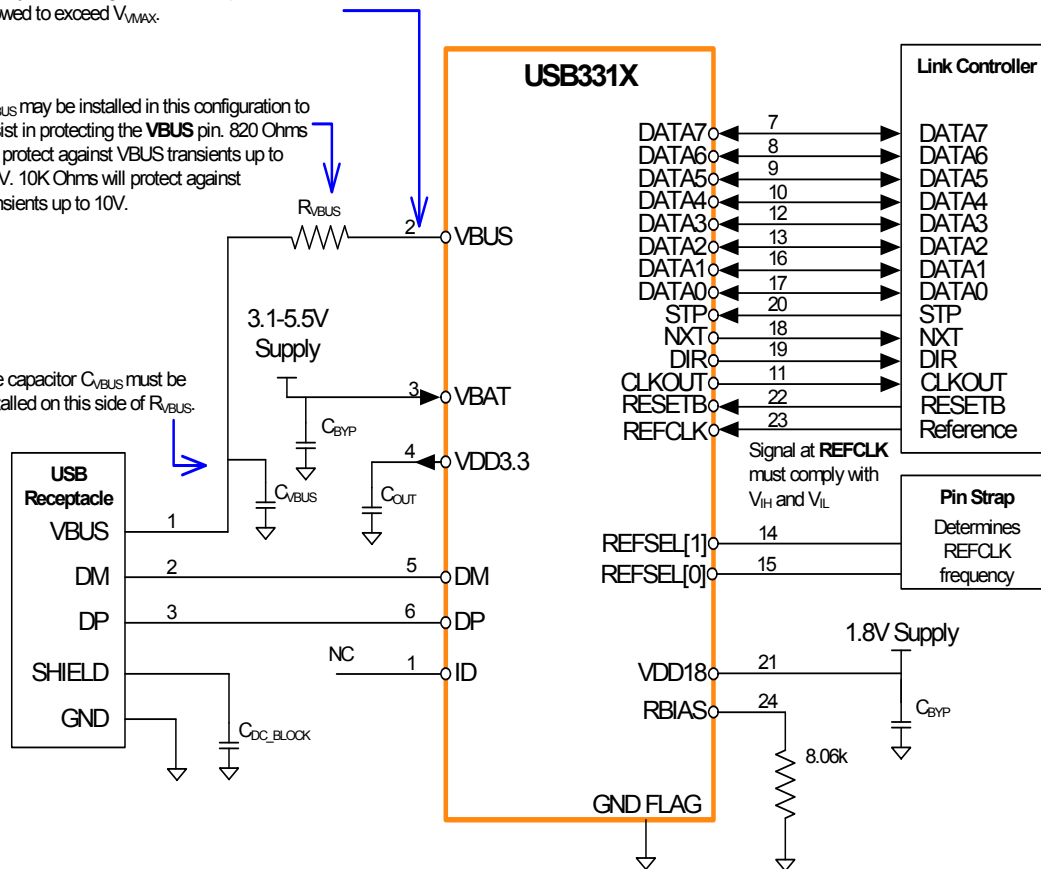 to exceed V_VMAX.
may be installed in this configuration to
in protecting the VBUS pin. 820 Ohms
protect against VBUS transients up to
10K Ohms will protect against
up to 10V.
R_VBUS
3.1-5.5V
Supply
capacitor C_VBUS must be
on this side of R_VBUS.
C_BYP
C_VBUS
C_OUT
USB
Receptacle
VBUS
1
DM
2
DP
3
SHIELD
GND
C_DC_BLOCK
NC
USB331X
2
VBUS
3
VBAT
4
VDD3.3
5
DM
6
DP
1
ID
DATA7
7
DATA6
8
DATA5
9
DATA4
10
DATA3
12
DATA2
13
DATA1
16
DATA0
17
STP
20
NXT
18
DIR
19
CLKOUT
11
RESETB
22
REFCLK
23
REFSEL[1]
14
REFSEL[0]
15
VDD18
21
RBIAS
24
GND FLAG
Link Controller
DATA7
DATA6
DATA5
DATA4
DATA3
DATA2
DATA1
DATA0
STP
NXT
DIR
CLKOUT
RESETB
Reference
Signal at REFCLK
must comply with
V_IH and V_IL
Pin Strap
Determines
REFCLK
frequency
1.8V Supply
C_BYP
8.06k